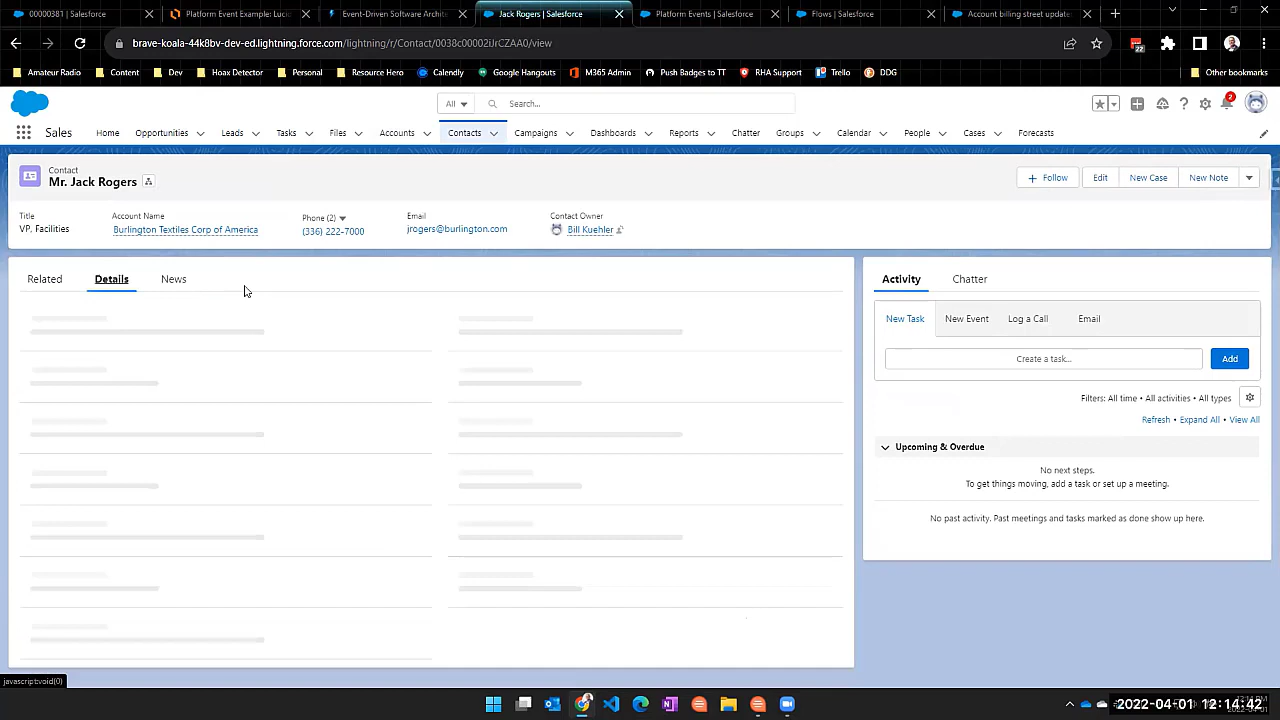 00000381 | Salesforce
Platform Event Example: Lucid
Event-Driven Software Archite
Jack Rogers | Salesforce
Platform Events | Salesforce
Flows | Salesforce
Account billing street update
brave-koala-44k8bv-dev-ed.lightning.force.com/lightning/r/Contact/0038c00002iJrCZAA0/view
22
Amateur Radio
Content
Dev
Hoax Detector
Personal
Resource Hero
Calendly
Google Hangouts
M365 Admin
Push Badges to TT
RHA Support
Trello
DDG
Other bookmarks
All
Search...
2
Sales
Home
Opportunities
Leads
Tasks
Files
Accounts
Contacts
Campaigns
Dashboards
Reports
Chatter
Groups
Calendar
People
Cases
Forecasts
Contact
Mr. Jack Rogers
Follow
Edit
New Case
New Note
Title
VP, Facilities
Account Name
Burlington Textiles Corp of America
Phone (2)
(336) 222-7000
Email
jrogers@burlington.com
Contact Owner
Bill Kuehler
Related
Details
News
Activity
Chatter
New Task
New Event
Log a Call
Email
Create a task...
Add
Filters: All time • All activities • All types
Refresh • Expand All • View All
Upcoming & Overdue
No next steps.
To get things moving, add a task or set up a meeting.
No past activity. Past meetings and tasks marked as done show up here.
javascript:void(0)
2022-04-01 12:14:42